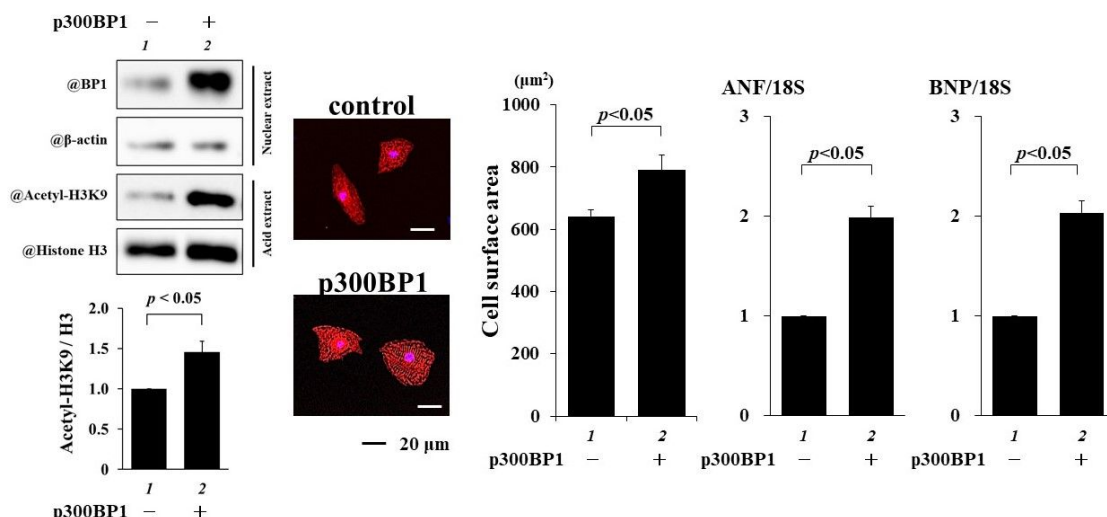 p300BP1 − +
1 2
@BP1
@β-actin
Nuclear extract
@Acetyl-H3K9
@Histone H3
Acid extract
Acetyl-H3K9 / H3
2.0
1.5
1.0
0.5
0
p < 0.05
1 2
p300BP1 − +
control
p300BP1
20 μm
(μm²)
Cell surface area
1000
800
600
400
200
0
p<0.05
1 2
p300BP1 − +
ANF/18S
3
2
1
0
p<0.05
1 2
p300BP1 − +
BNP/18S
3
2
1
0
p<0.05
1 2
p300BP1 − +